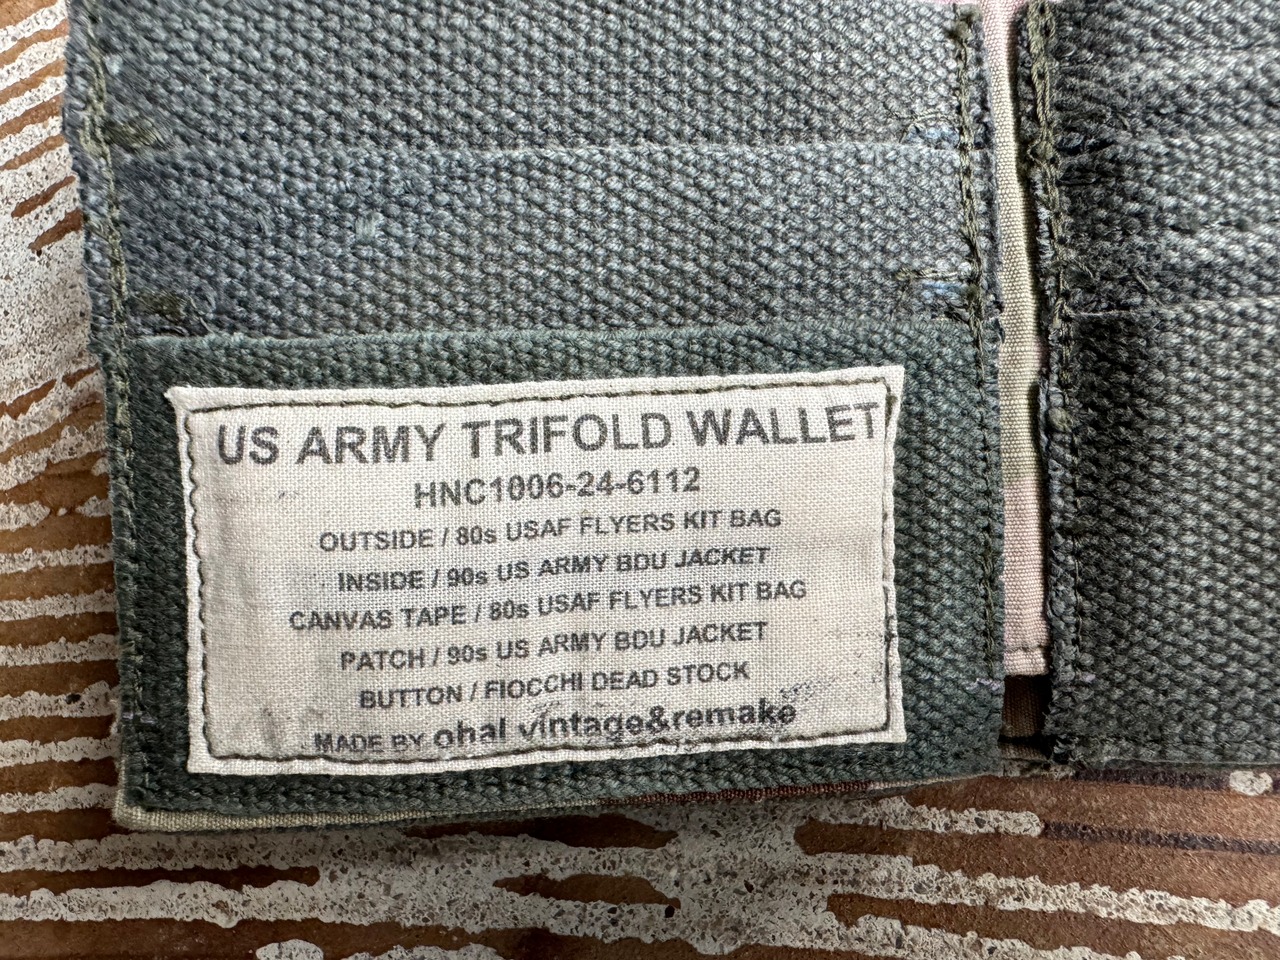 US ARMY TRIFOLD WALLET
HNC1006-24-6112
OUTSIDE / 80s USAF FLYERS KIT BAG
INSIDE / 90s US ARMY BDU JACKET
CANVAS TAPE / 80s USAF FLYERS KIT BAG
PATCH / 90s US ARMY BDU JACKET
BUTTON / FIOCCHI DEAD STOCK
MADE BY ohal vintage&remake